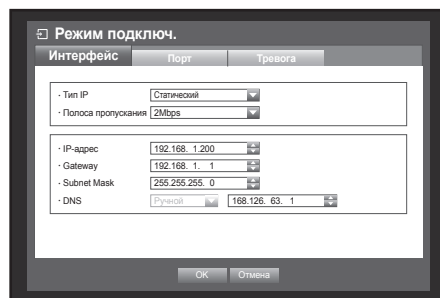 Режим подключ.
Интерфейс Порт Тревога
· Тип IP Статический
· Полоса пропускания 2Mbps
· IP-адрес 192.168. 1.200
· Gateway 192.168. 1. 1
· Subnet Mask 255.255.255. 0
· DNS Ручной 168.126. 63. 1
OK Отмена